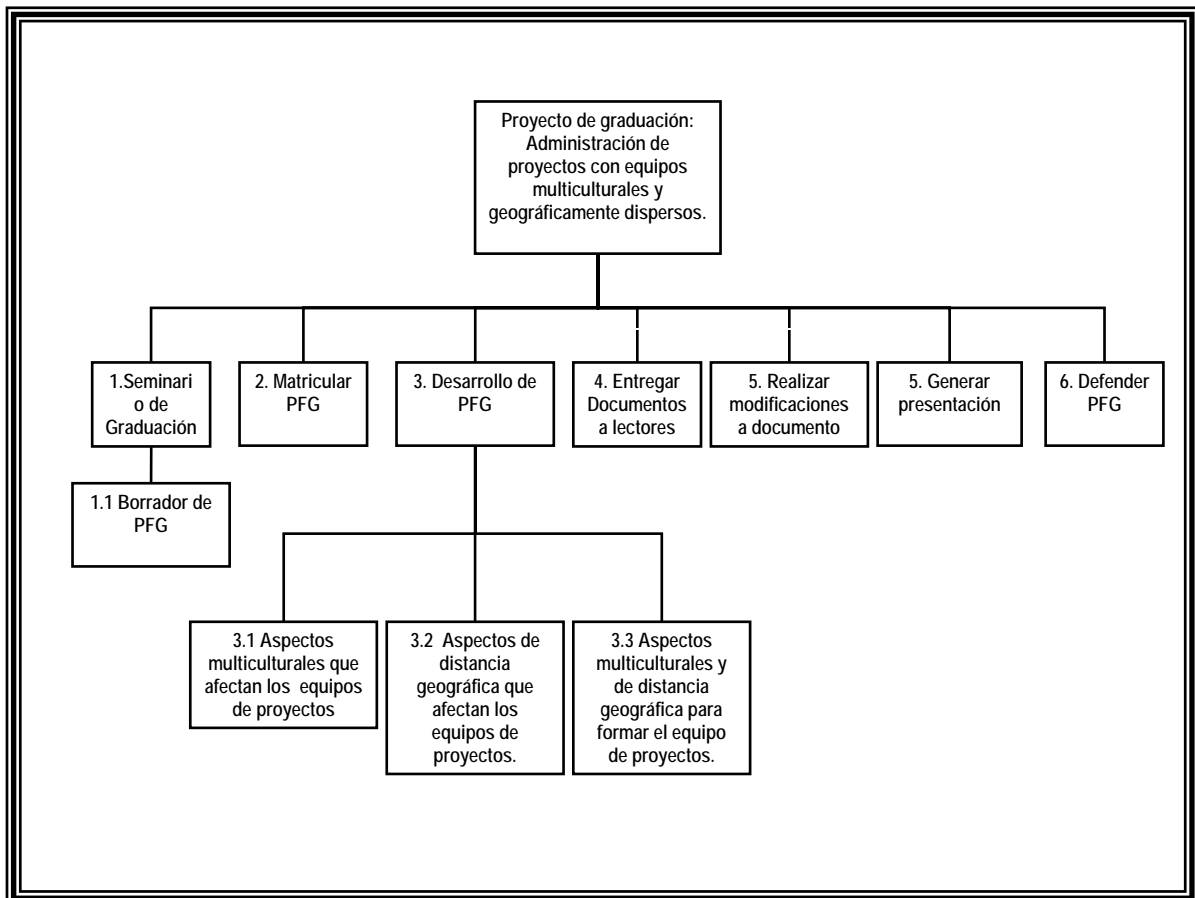 Proyecto de graduación:
Administración de
proyectos con equipos
multiculturales y
geográficamente dispersos.
1.Seminari
o de
Graduación
2. Matricular
PFG
3. Desarrollo de
PFG
4. Entregar
Documentos
a lectores
5. Realizar
modificaciones
a documento
5. Generar
presentación
6. Defender
PFG
1.1 Borrador de
PFG
3.1 Aspectos
multiculturales que
afectan los equipos
de proyectos
3.2 Aspectos de
distancia
geográfica que
afectan los
equipos de
proyectos.
3.3 Aspectos
multiculturales y
de distancia
geográfica para
formar el equipo
de proyectos.